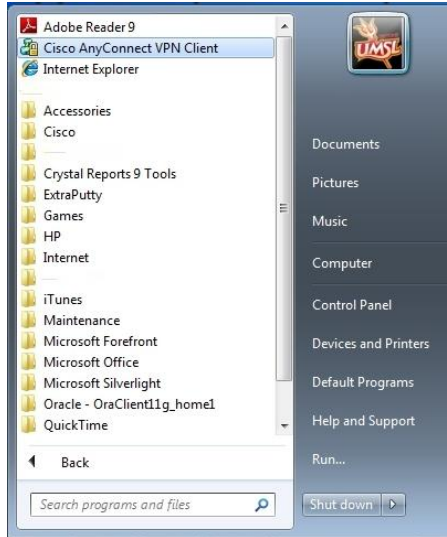 Adobe Reader 9
Cisco AnyConnect VPN Client
Internet Explorer
Accessories
Cisco
Crystal Reports 9 Tools
ExtraPutty
Games
HP
Internet
iTunes
Maintenance
Microsoft Forefront
Microsoft Office
Microsoft Silverlight
Oracle - OraClient11g_home1
QuickTime
Back
Search programs and files
UMSL
Documents
Pictures
Music
Computer
Control Panel
Devices and Printers
Default Programs
Help and Support
Run...
Shut down